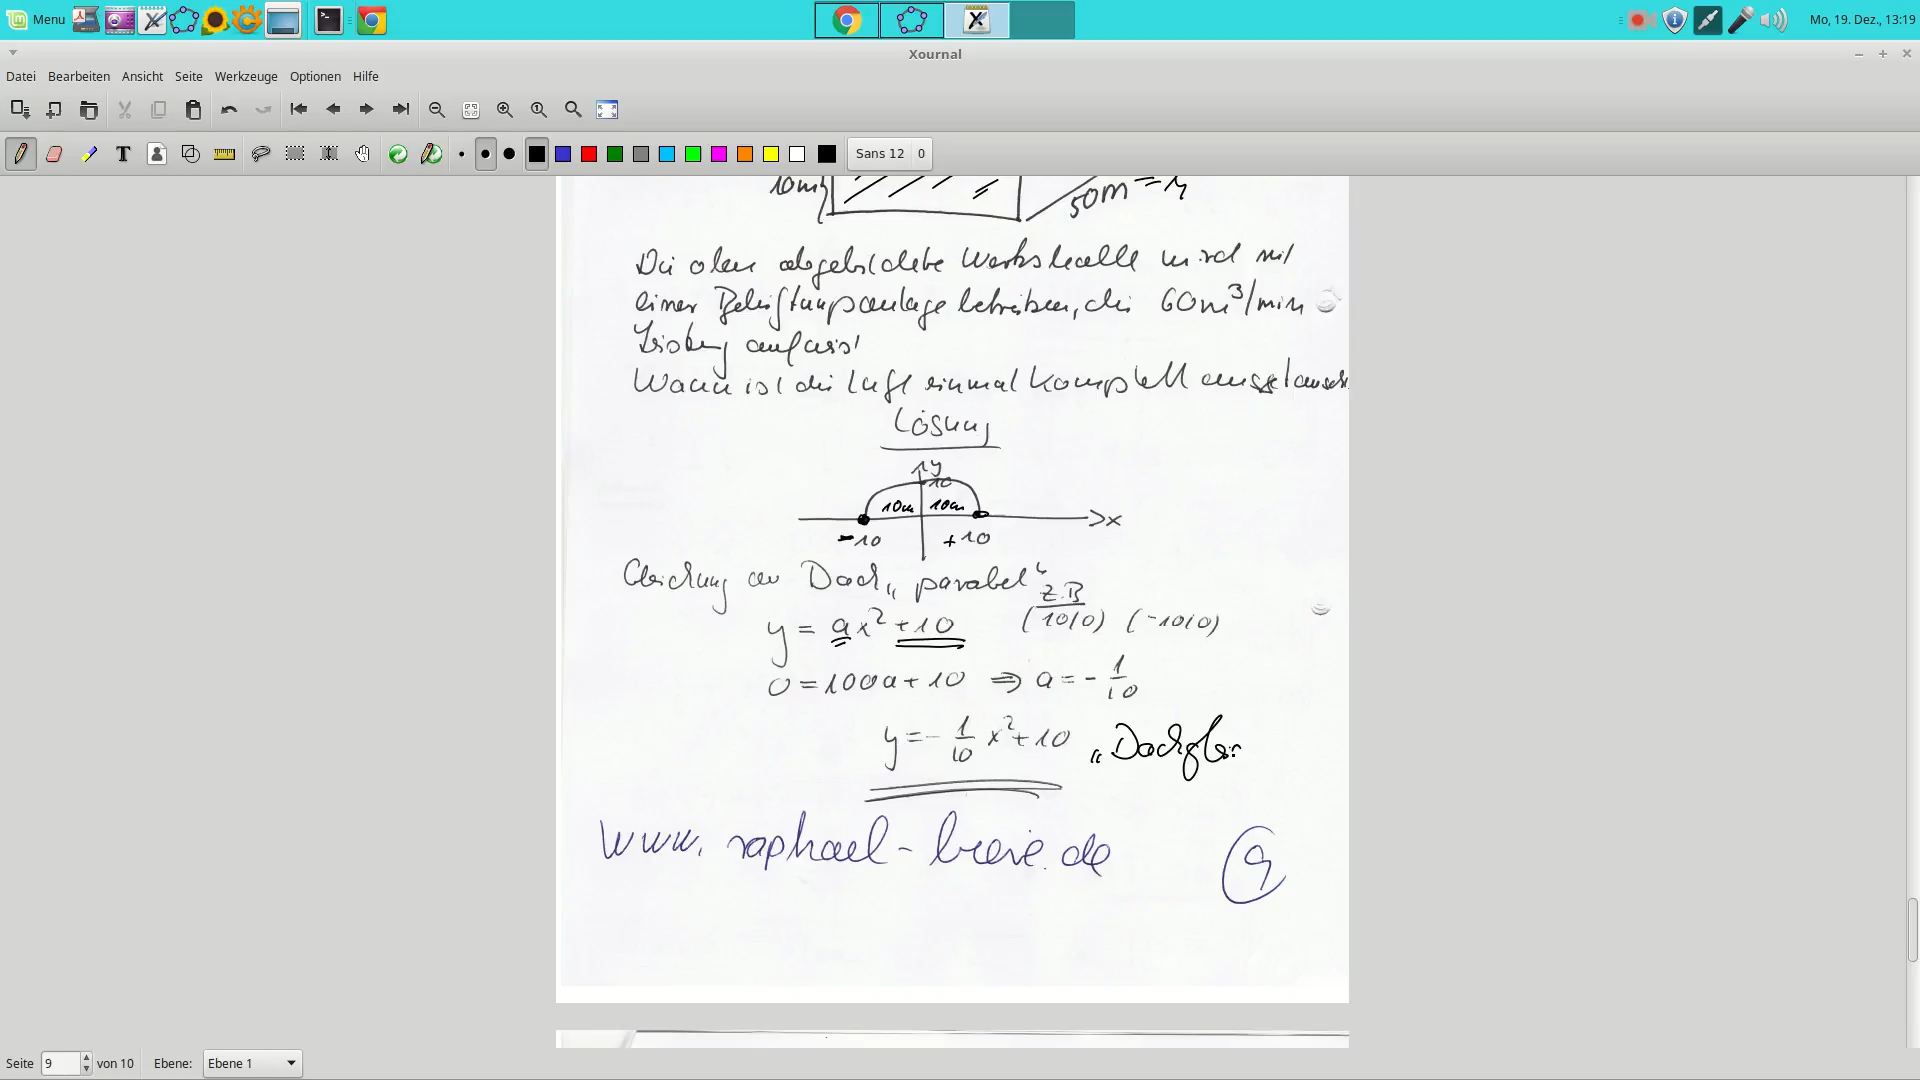 Menu
Mo, 19. Dez., 13:19
Xournal
Datei Bearbeiten Ansicht Seite Werkzeuge Optionen Hilfe
Sans 12 0
10m
50m = h
Die oben abgebildete Werkshalle wird mit
einer Belüftungsanlage betrieben, die 60m³/min
Leistung aufweist
Wann ist die Luft einmal komplett ausgetausch
Lösung
y
10
10m 10m
x
-10 +10
Gleichung der Dach„parabel“
z.B
y = ax² +10 (10/0) (-10/0)
0 = 100a + 10 ⇒ a = - 1/10
y = - 1/10 x² + 10 „Dachgl.:
www.raphael- .de 9
Seite 9 von 10 Ebene: Ebene 1